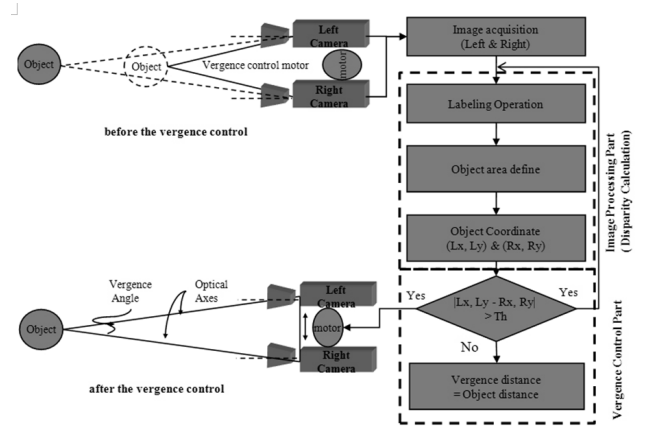 Left
Camera
Object
Object
Vergence control motor
motor
Right
Camera
before the vergence control
Image acquisition
(Left & Right)
Labeling Operation
Object area define
Object Coordinate
(Lx, Ly) & (Rx, Ry)
Image Processing Part
( Disparity Calculation)
Vergence
Angle
Optical
Axes
Left
Camera
Object
motor
Right
Camera
after the vergence control
Yes
|Lx, Ly - Rx, Ry|
> Th
Yes
No
Vergence distance
= Object distance
Vergence Control Part